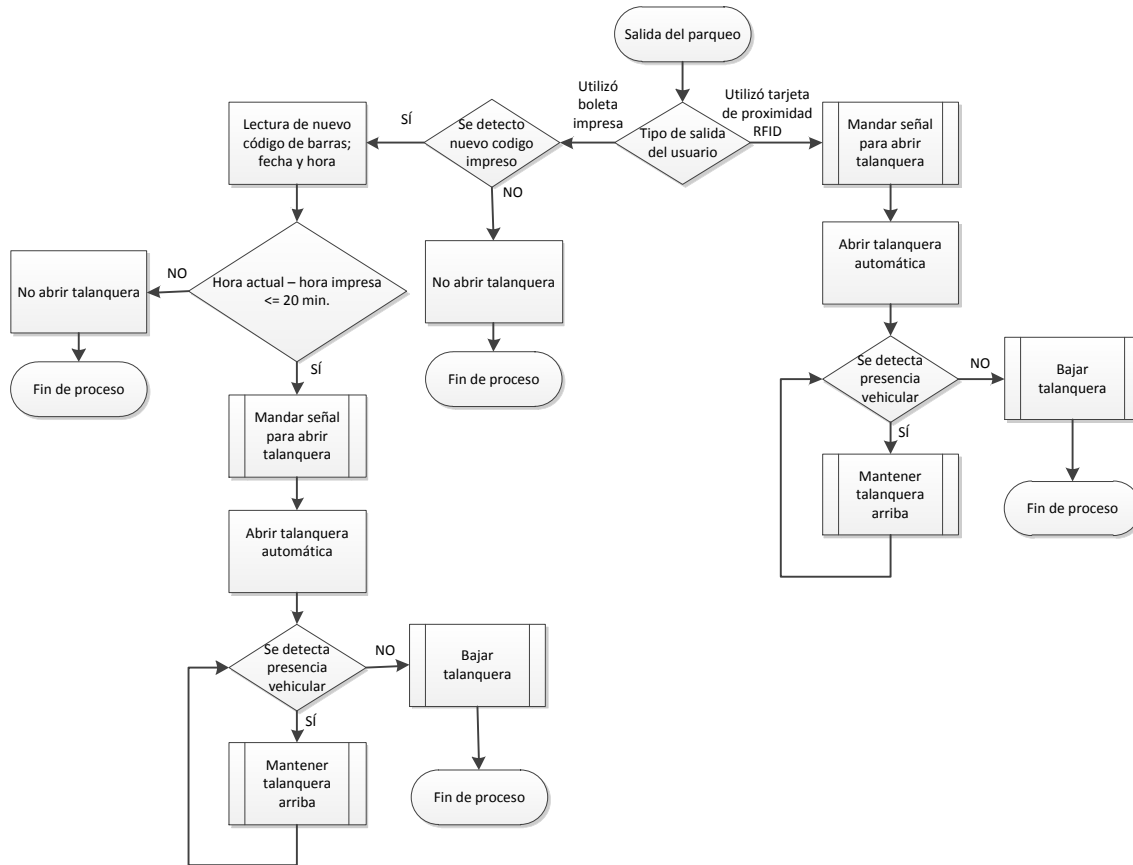 Salida del parqueo
Utilizó
boleta
impresa
Utilizó tarjeta
de proximidad
RFID
Tipo de salida
del usuario
Se detecto
nuevo codigo
impreso
SÍ
Lectura de nuevo
código de barras;
fecha y hora
Mandar señal
para abrir
talanquera
NO
Abrir talanquera
automática
No abrir talanquera
NO
Hora actual – hora impresa
<= 20 min.
No abrir talanquera
Fin de proceso
Fin de proceso
SÍ
Se detecta
presencia
vehicular
NO
Bajar
talanquera
SÍ
Mandar señal
para abrir
talanquera
Mantener
talanquera
arriba
Fin de proceso
Abrir talanquera
automática
Se detecta
presencia
vehicular
NO
Bajar
talanquera
SÍ
Mantener
talanquera
arriba
Fin de proceso